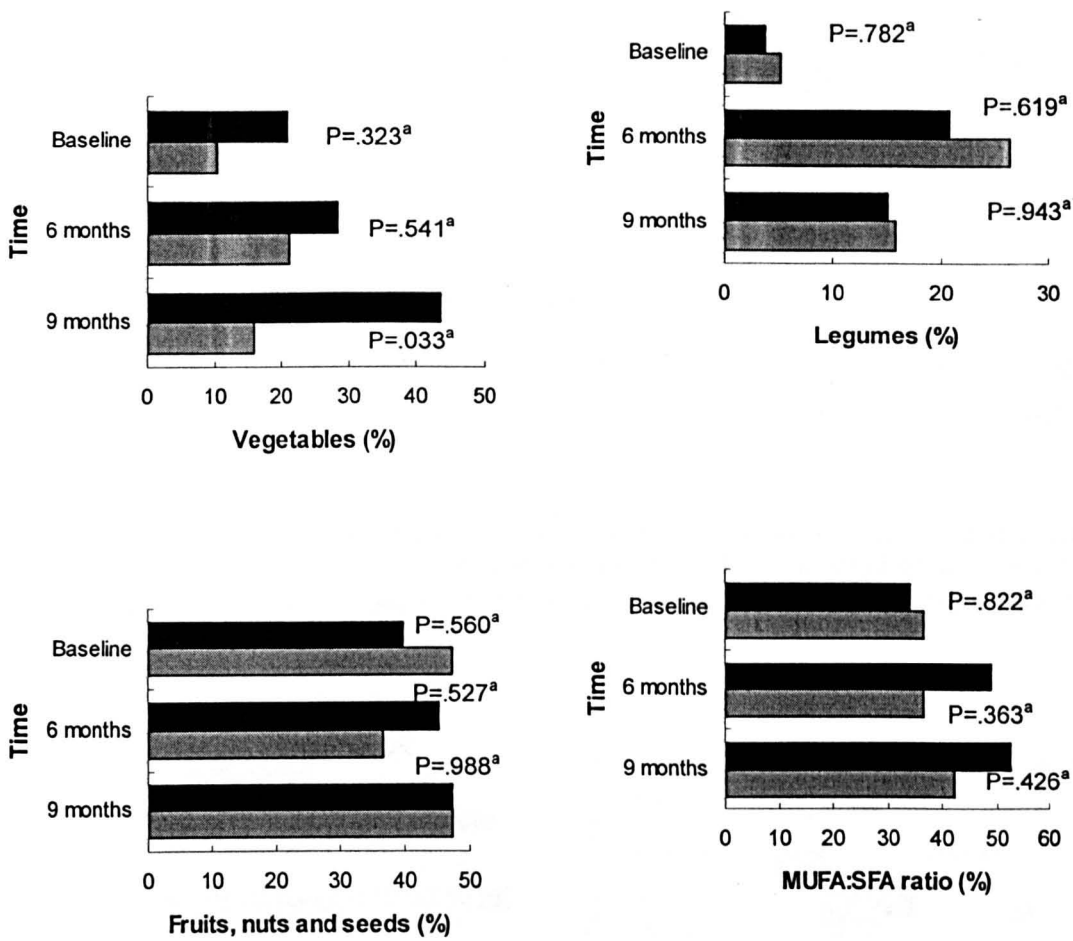 Time
Baseline
P=.323ᵃ
6 months
P=.541ᵃ
9 months
P=.033ᵃ
0 10 20 30 40 50
Vegetables (%)
Time
Baseline
P=.782ᵃ
6 months
P=.619ᵃ
9 months
P=.943ᵃ
0 10 20 30
Legumes (%)
Time
Baseline
P=.560ᵃ
P=.527ᵃ
6 months
P=.988ᵃ
9 months
0 10 20 30 40 50
Fruits, nuts and seeds (%)
Time
Baseline
P=.822ᵃ
6 months
P=.363ᵃ
9 months
P=.426ᵃ
0 10 20 30 40 50 60
MUFA:SFA ratio (%)